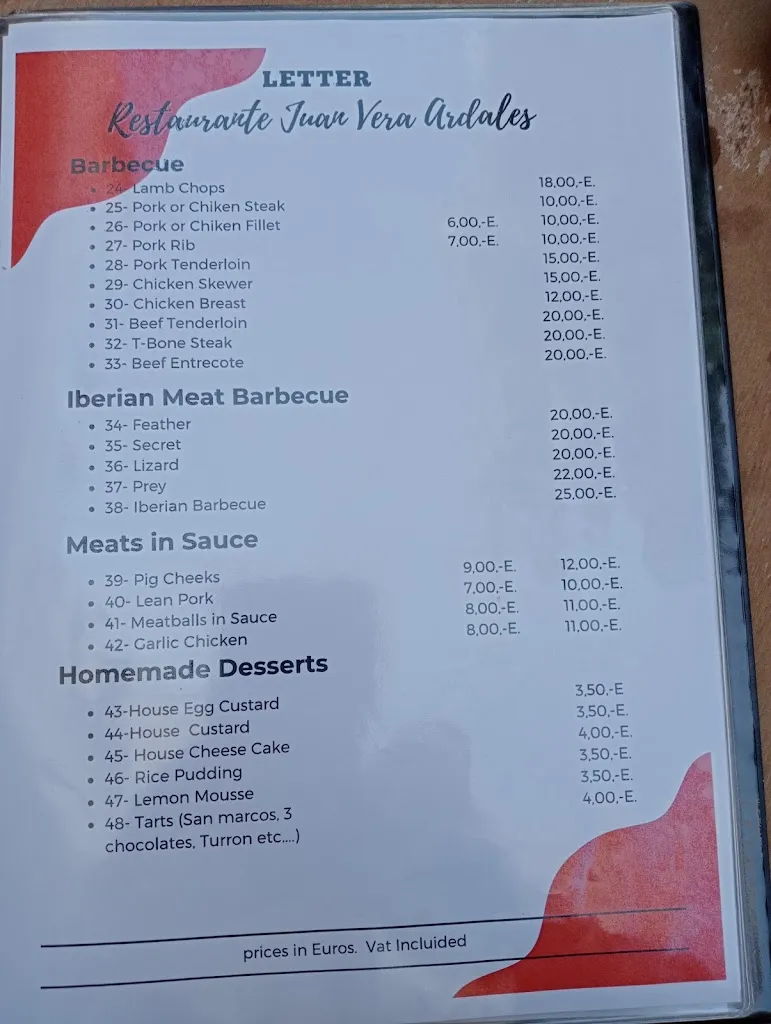 LETTER
Restaurante Juan Vera Ardales
Barbecue
• 24- Lamb Chops 18,00,-E.
• 25- Pork or Chiken Steak 10,00,-E.
• 26- Pork or Chiken Fillet 6,00,-E. 10,00,-E.
• 27- Pork Rib 7,00,-E. 10,00,-E.
• 28- Pork Tenderloin 15,00,-E.
• 29- Chicken Skewer 15,00,-E.
• 30- Chicken Breast 12,00,-E.
• 31- Beef Tenderloin 20,00,-E.
• 32- T-Bone Steak 20,00,-E.
• 33- Beef Entrecote 20,00,-E.
Iberian Meat Barbecue
• 34- Feather 20,00,-E.
• 35- Secret 20,00,-E.
• 36- Lizard 20,00,-E.
• 37- Prey 22,00,-E.
• 38- Iberian Barbecue 25,00,-E.
Meats in Sauce
• 39- Pig Cheeks 9,00,-E. 12,00,-E.
• 40- Lean Pork 7,00,-E. 10,00,-E.
• 41- Meatballs in Sauce 8,00,-E. 11,00,-E.
• 42- Garlic Chicken 8,00,-E. 11,00,-E.
Homemade Desserts
• 43-House Egg Custard 3,50,-E
• 44-House Custard 3,50,-E.
• 45- House Cheese Cake 4,00,-E.
• 46- Rice Pudding 3,50,-E.
• 47- Lemon Mousse 3,50,-E.
• 48- Tarts (San marcos, 3 4,00,-E.
chocolates, Turron etc....)
prices in Euros. Vat Incluided